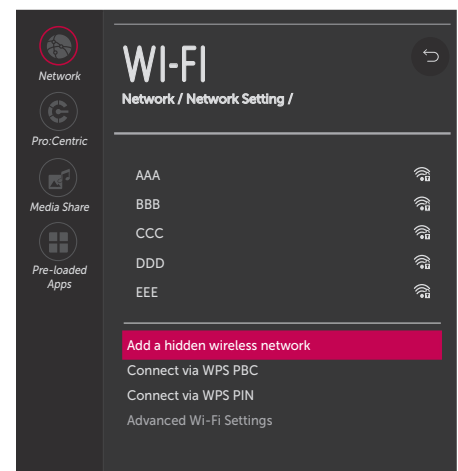 Network
Pro:Centric
Media Share
Pre-loaded
Apps
WI-FI
Network / Network Setting /
AAA
BBB
CCC
DDD
EEE
Add a hidden wireless network
Connect via WPS PBC
Connect via WPS PIN
Advanced Wi-Fi Settings